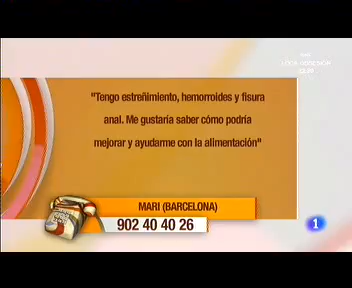 "Tengo estreñimiento, hemorroides y fisura
anal. Me gustaría saber cómo podría
mejorar y ayudarme con la alimentación"
MARI (BARCELONA)
902 40 40 26
1